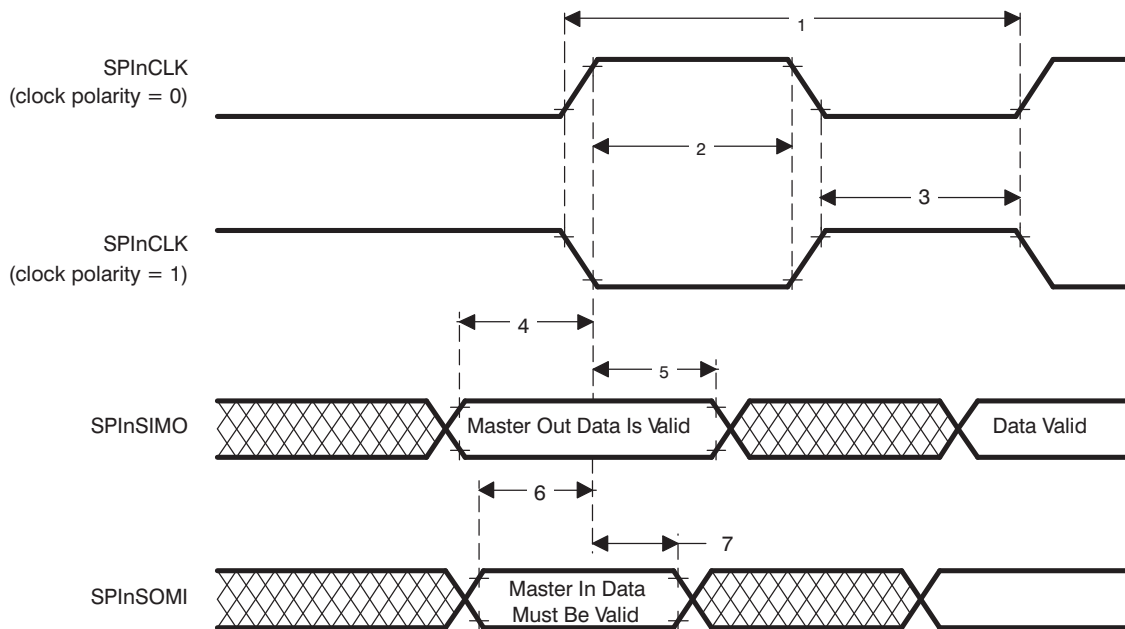 1
SPInCLK
(clock polarity = 0)
2
3
SPInCLK
(clock polarity = 1)
4
5
SPInSIMO
Master Out Data Is Valid
Data Valid
6
7
SPInSOMI
Master In Data
Must Be Valid